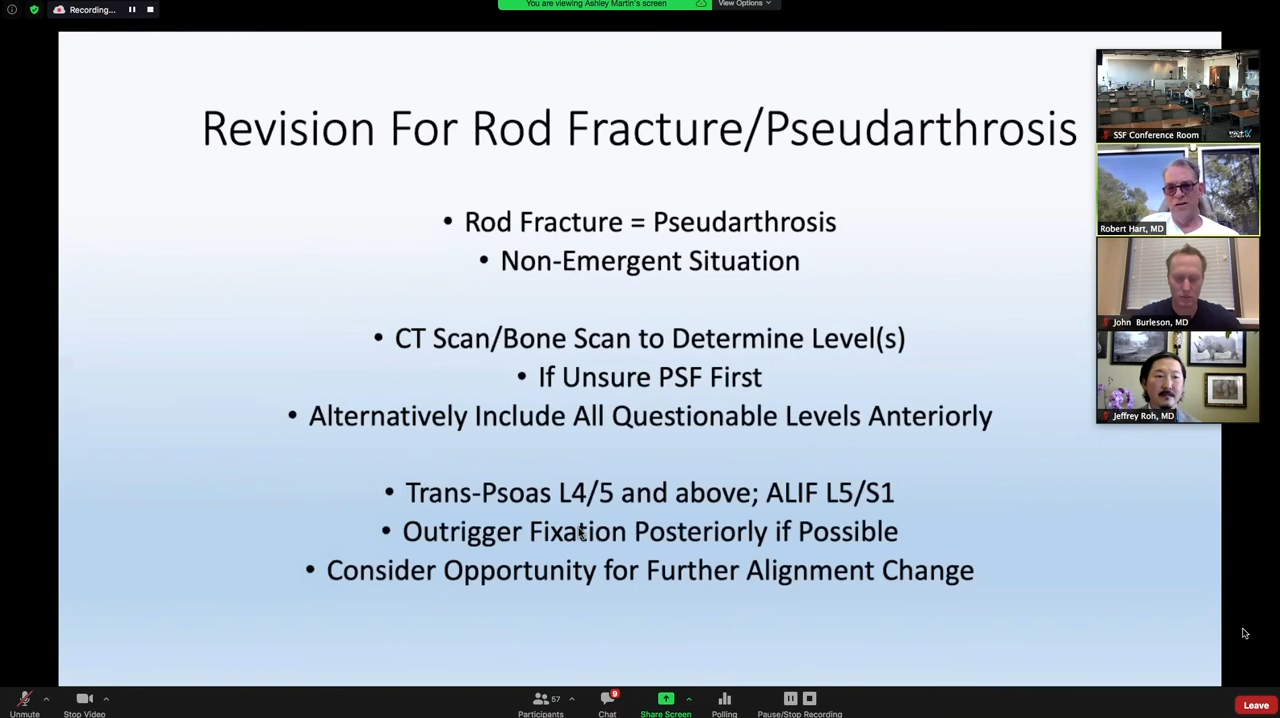 Recording...
You are viewing Ashley Martin's screen
View Options
Revision For Rod Fracture/Pseudarthrosis
• Rod Fracture = Pseudarthrosis
• Non-Emergent Situation
• CT Scan/Bone Scan to Determine Level(s)
• If Unsure PSF First
• Alternatively Include All Questionable Levels Anteriorly
• Trans-Psoas L4/5 and above; ALIF L5/S1
• Outrigger Fixation Posteriorly if Possible
• Consider Opportunity for Further Alignment Change
SSF Conference Room
Robert Hart, MD
John Burleson, MD
Jeffrey Roh, MD
Unmute
Stop Video
Participants
57
Chat
9
Share Screen
Polling
Pause/Stop Recording
Leave